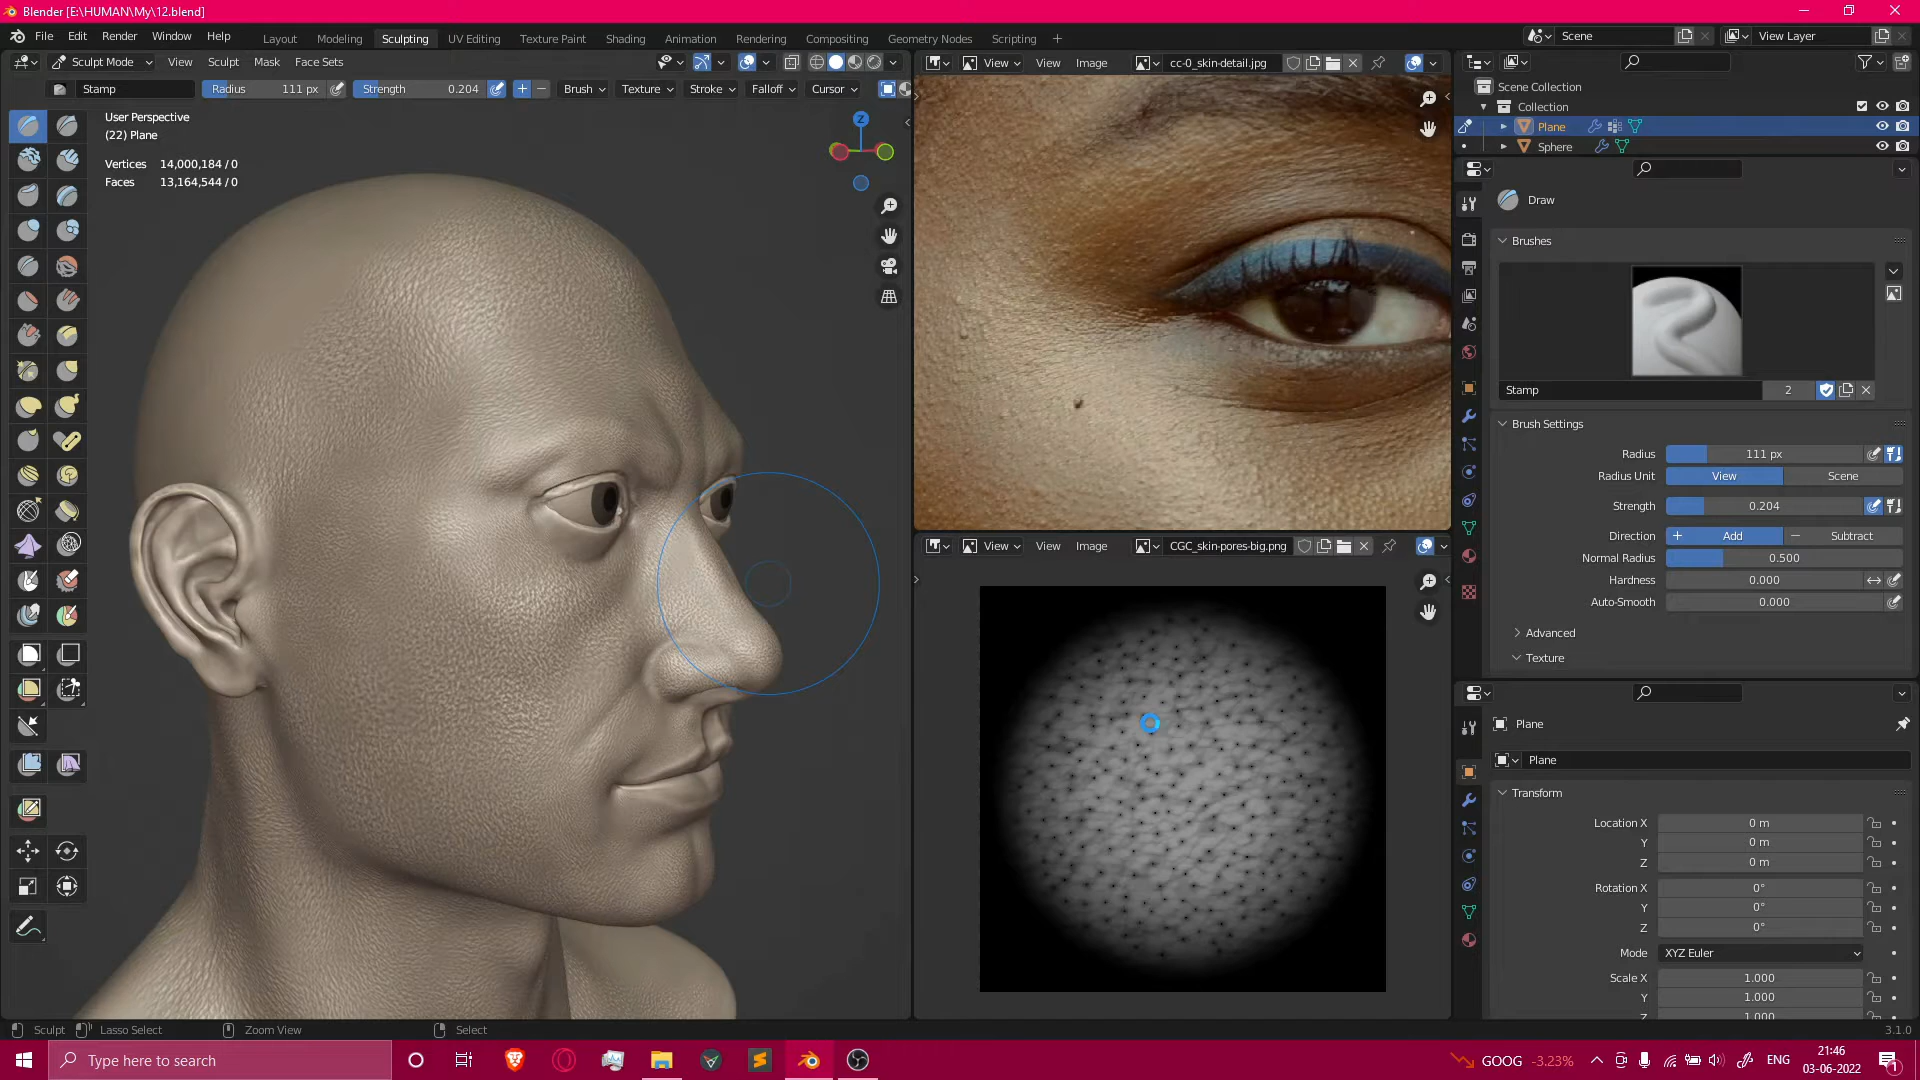 Blender [E:\HUMAN\My\12.blend]
File Edit Render Window Help
Layout Modeling Sculpting UV Editing Texture Paint Shading Animation Rendering Compositing Geometry Nodes Scripting +
Scene
View Layer
Sculpt Mode View Sculpt Mask Face Sets
Stamp Radius 111 px Strength 0.204 Brush Texture Stroke Falloff Cursor
User Perspective
(22) Plane
Vertices 14,000,184 / 0
Faces 13,164,544 / 0
Z
View View Image cc-0_skin-detail.jpg
View View Image CGC_skin-pores-big.png
Scene Collection
Collection
Plane
Sphere
Draw
Brushes
Stamp 2
Brush Settings
Radius 111 px
Radius Unit View Scene
Strength 0.204
Direction + Add - Subtract
Normal Radius 0.500
Hardness 0.000
Auto-Smooth 0.000
Advanced
Texture
Plane
Plane
Transform
Location X 0 m
Y 0 m
Z 0 m
Rotation X 0°
Y 0°
Z 0°
Mode XYZ Euler
Scale X 1.000
Y 1.000
Z 1.000
Sculpt Lasso Select Zoom View Select
3.1.0
Type here to search
GOOG -3.23%
ENG
21:46
03-06-2022
1